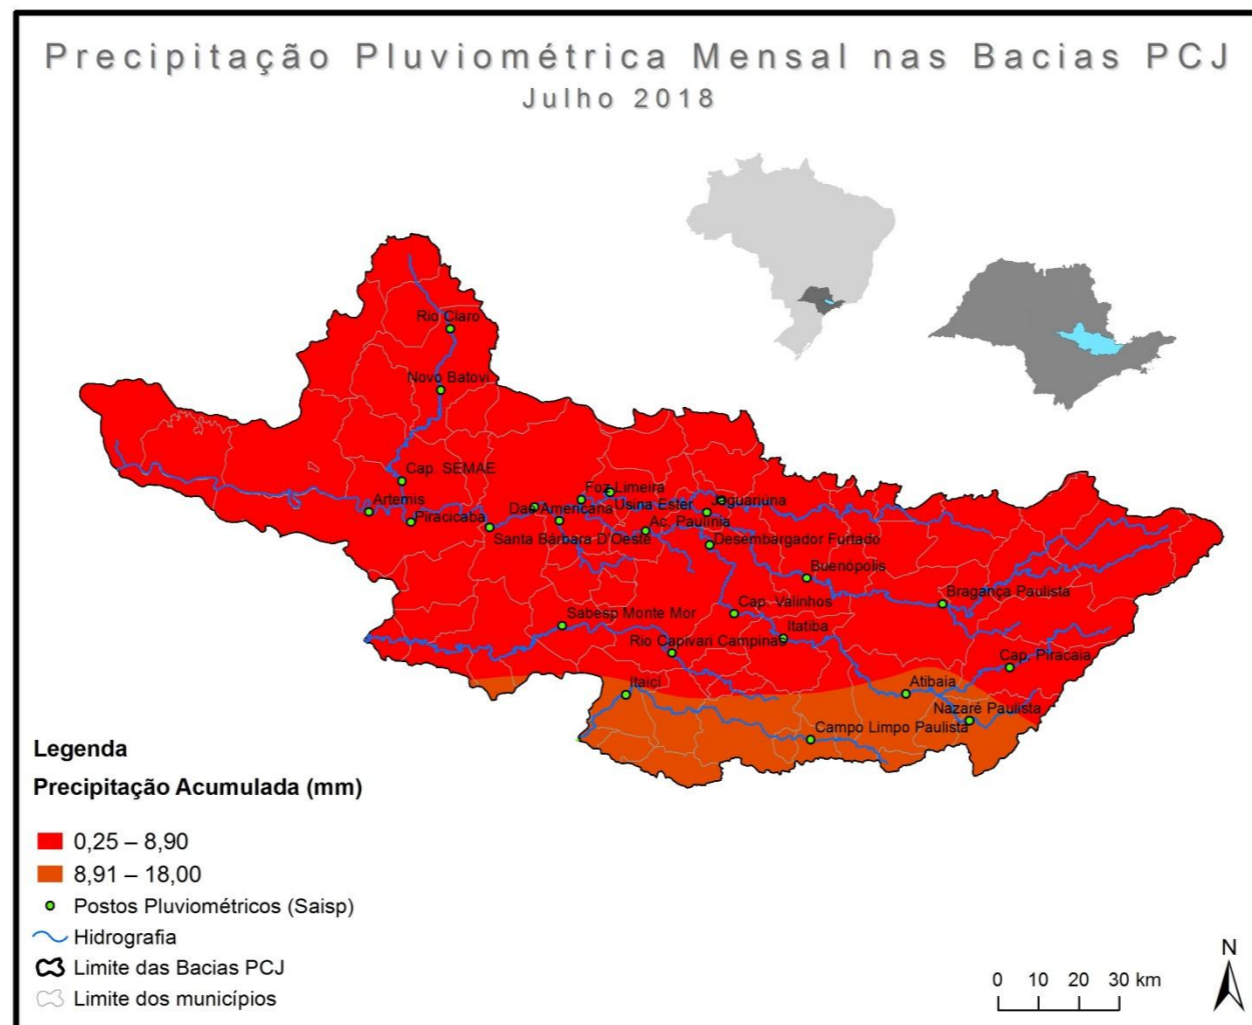 Precipitação Pluviométrica Mensal nas Bacias PCJ
Julho 2018
Rio Claro
Novo Batovi
Cap. SEMAE
Artemis
Piracicaba
Foz Limeira
Usina Ester
Jaguariuna
Dae Americana
Ac. Paulínia
Santa Bárbara D'Oeste
Desembargador Furtado
Buenópolis
Bragança Paulista
Cap. Valinhos
Sabesp Monte Mor
Itatiba
Rio Capivari Campinas
Cap. Piracaia
Itaici
Atibaia
Nazaré Paulista
Campo Limpo Paulista
Legenda
Precipitação Acumulada (mm)
0,25 – 8,90
8,91 – 18,00
Postos Pluviométricos (Saisp)
Hidrografia
Limite das Bacias PCJ
Limite dos municípios
0 10 20 30 km
N